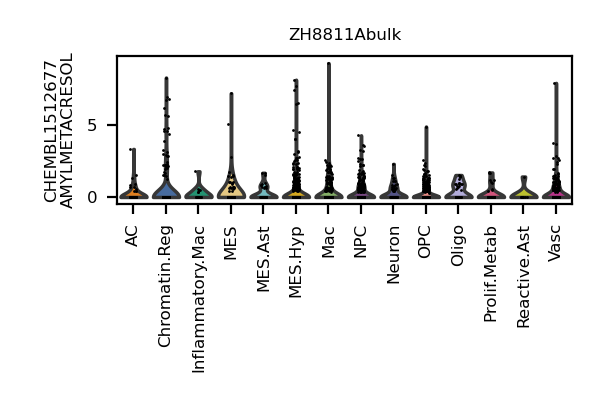 ZH8811Abulk
CHEMBL1512677
AMYLMETACRESOL
5
0
AC
Chromatin.Reg
Inflammatory.Mac
MES
MES.Ast
MES.Hyp
Mac
NPC
Neuron
OPC
Oligo
Prolif.Metab
Reactive.Ast
Vasc